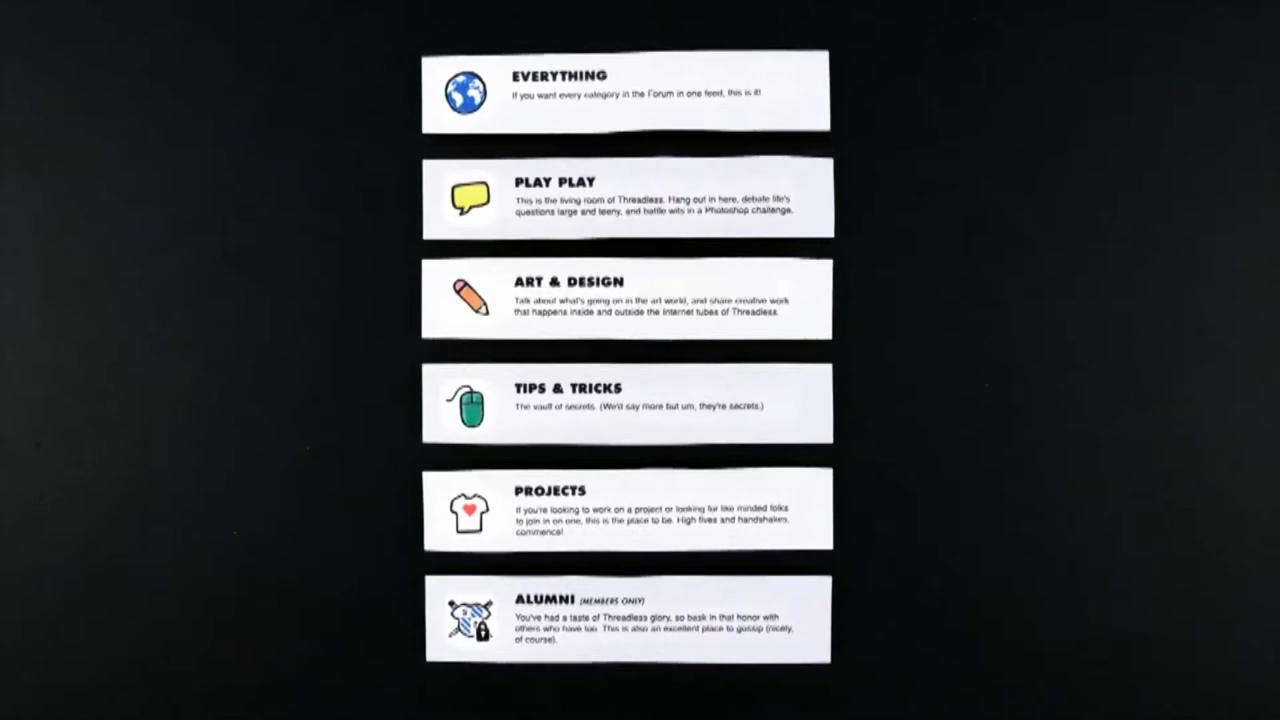 EVERYTHING
If you want every category in the Forum in one feed, this is it!
PLAY PLAY
This is the living room of Threadless. Hang out in here, debate life's
questions large and teeny, and battle wits in a Photoshop challenge.
ART & DESIGN
Talk about what's going on in the art world, and share creative work
that happens inside and outside the Internet tubes of Threadless.
TIPS & TRICKS
The vault of secrets. (We'd say more but um, they're secrets.)
PROJECTS
If you're looking to work on a project or looking for like minded folks
to join in on one, this is the place to be. High fives and handshakes,
commence!
ALUMNI (MEMBERS ONLY)
You've had a taste of Threadless glory, so bask in that honor with
others who have too. This is also an excellent place to gossip (nicely,
of course).